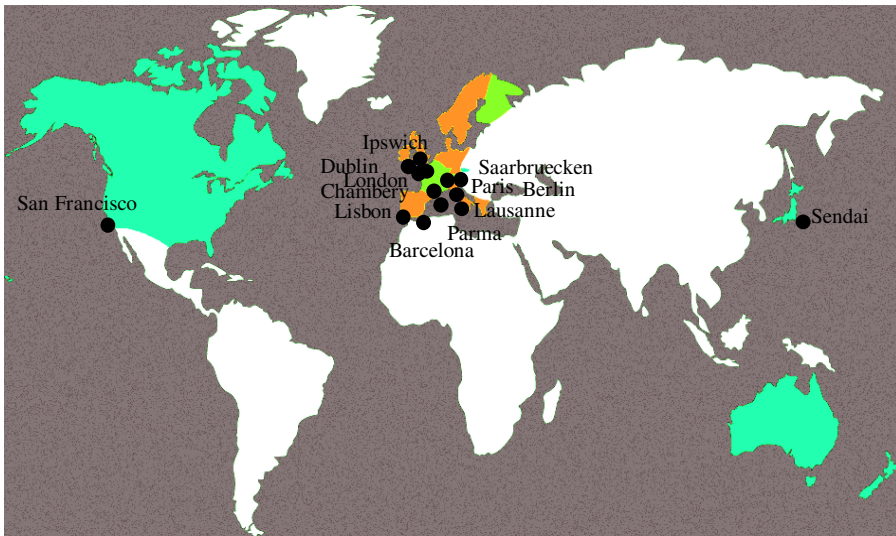 Ipswich
Dublin
Saarbruecken
London
Chambery
Paris
Berlin
San Francisco
Lisbon
Lausanne
Sendai
Parma
Barcelona